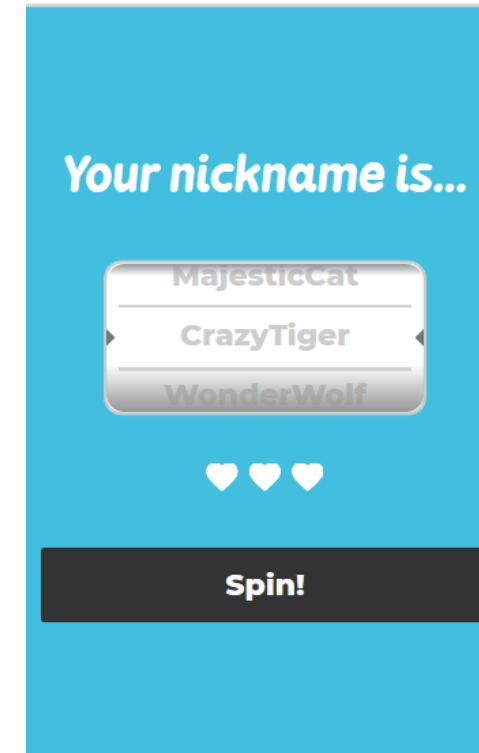 Your nickname is...
MajesticCat
CrazyTiger
WonderWolf
Spin!